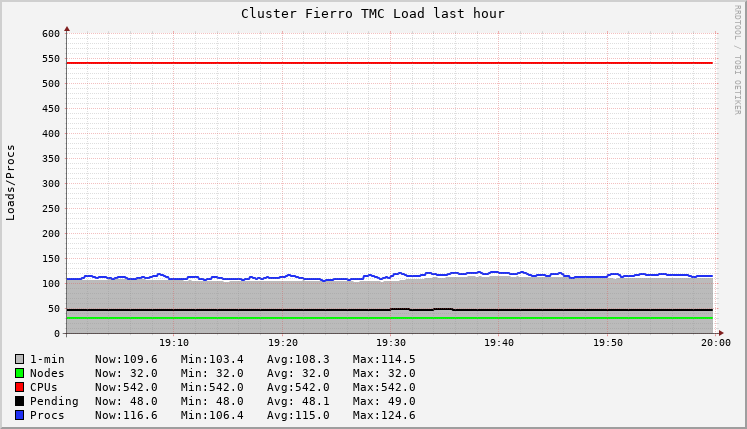 Cluster Fierro TMC Load last hour
RRDTOOL / TOBI OETIKER
Loads/Procs
600
550
500
450
400
350
300
250
200
150
100
50
0
19:10 19:20 19:30 19:40 19:50 20:00
1-min Now:109.6 Min:103.4 Avg:108.3 Max:114.5
Nodes Now: 32.0 Min: 32.0 Avg: 32.0 Max: 32.0
CPUs Now:542.0 Min:542.0 Avg:542.0 Max:542.0
Pending Now: 48.0 Min: 48.0 Avg: 48.1 Max: 49.0
Procs Now:116.6 Min:106.4 Avg:115.0 Max:124.6